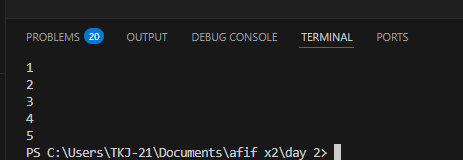 PROBLEMS 20 OUTPUT DEBUG CONSOLE TERMINAL PORTS
1
2
3
4
5
PS C:\Users\TKJ-21\Documents\afif x2\day 2>